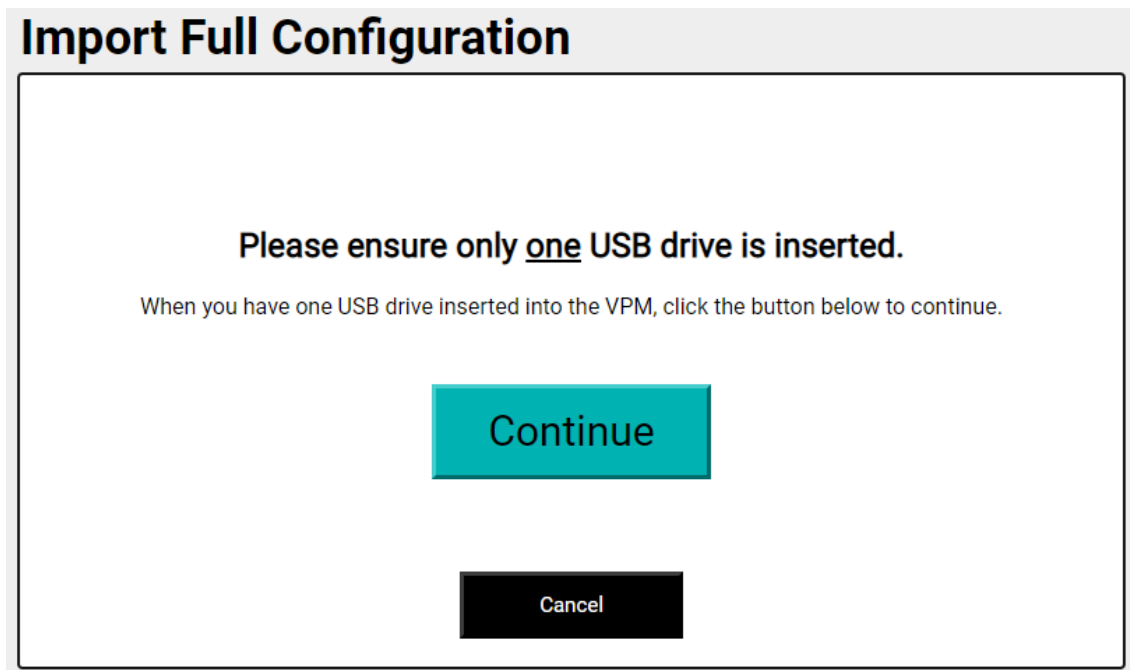 Import Full Configuration
Please ensure only one USB drive is inserted.
When you have one USB drive inserted into the VPM, click the button below to continue.
Continue
Cancel